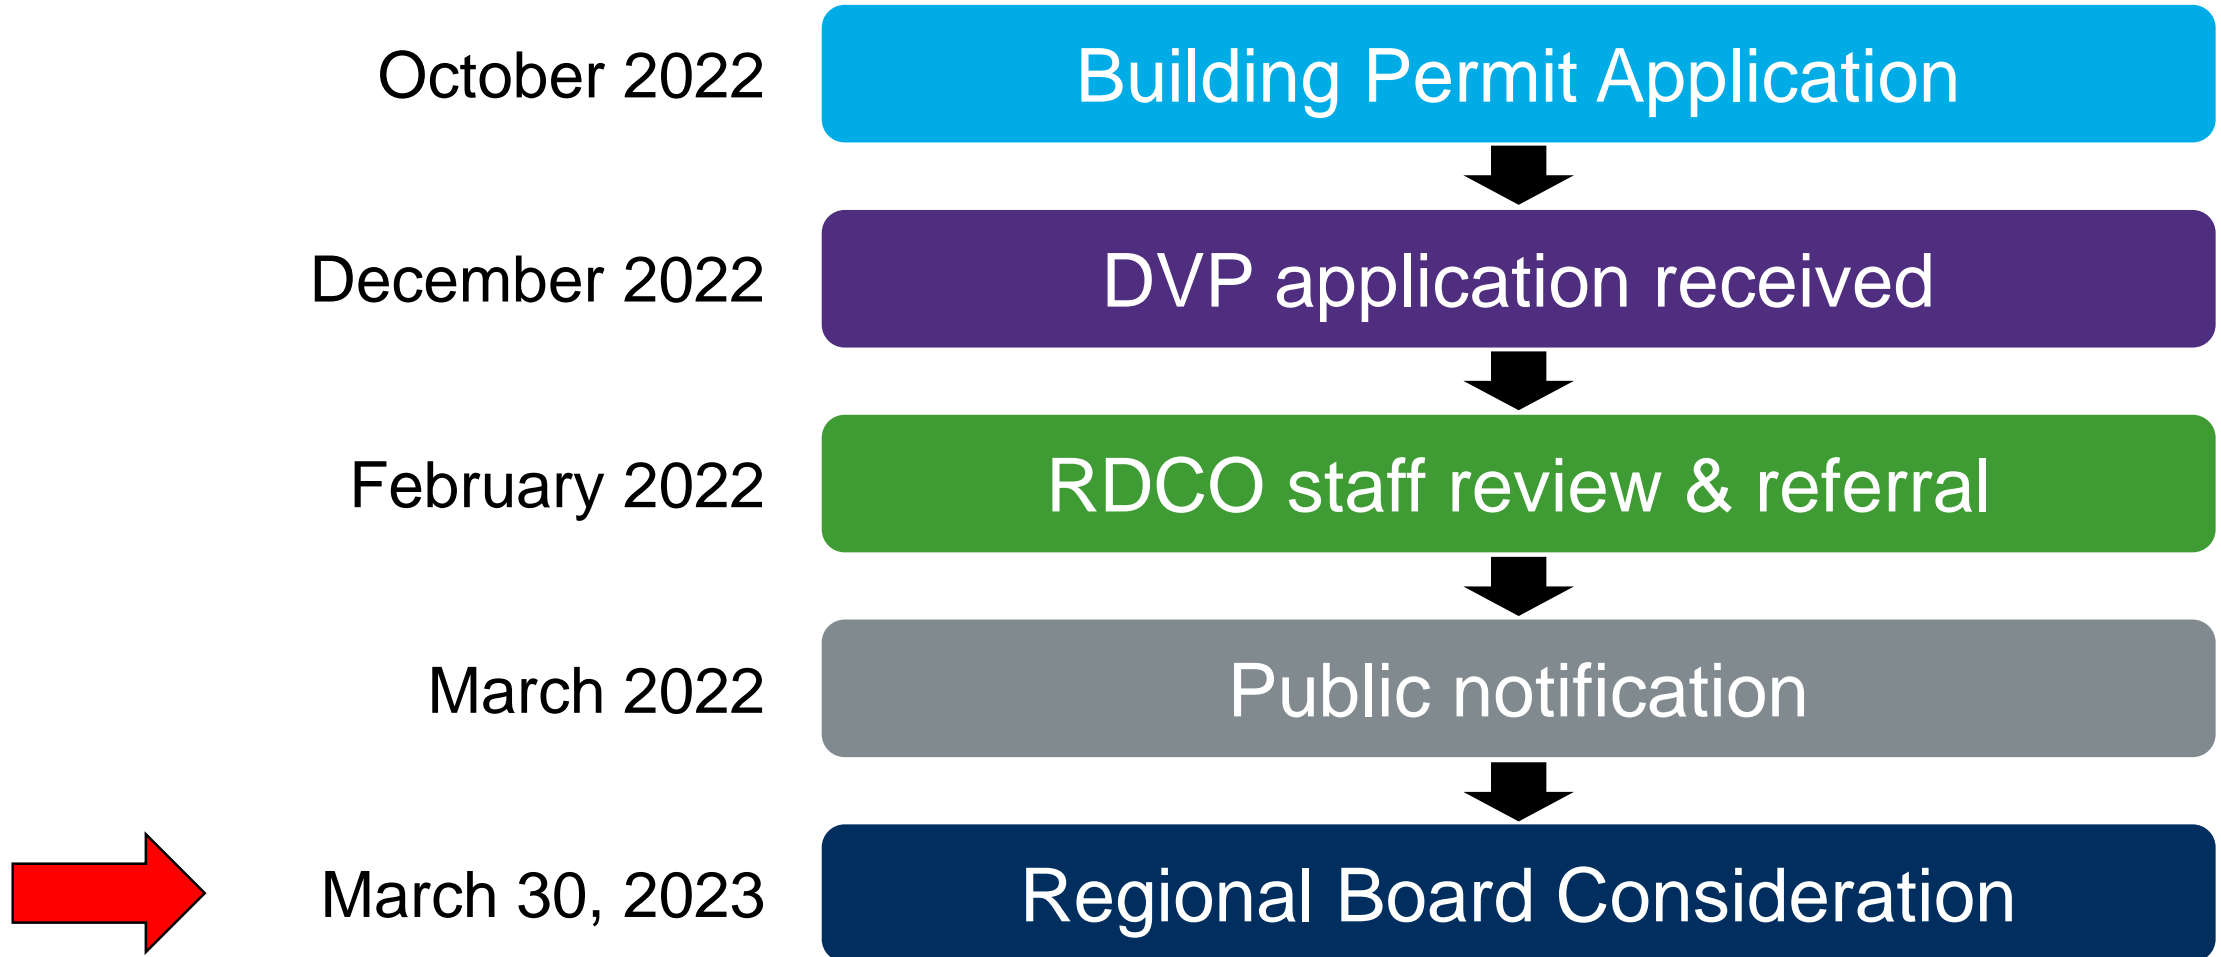 October 2022
Building Permit Application
December 2022
DVP application received
February 2022
RDCO staff review & referral
March 2022
Public notification
March 30, 2023
Regional Board Consideration